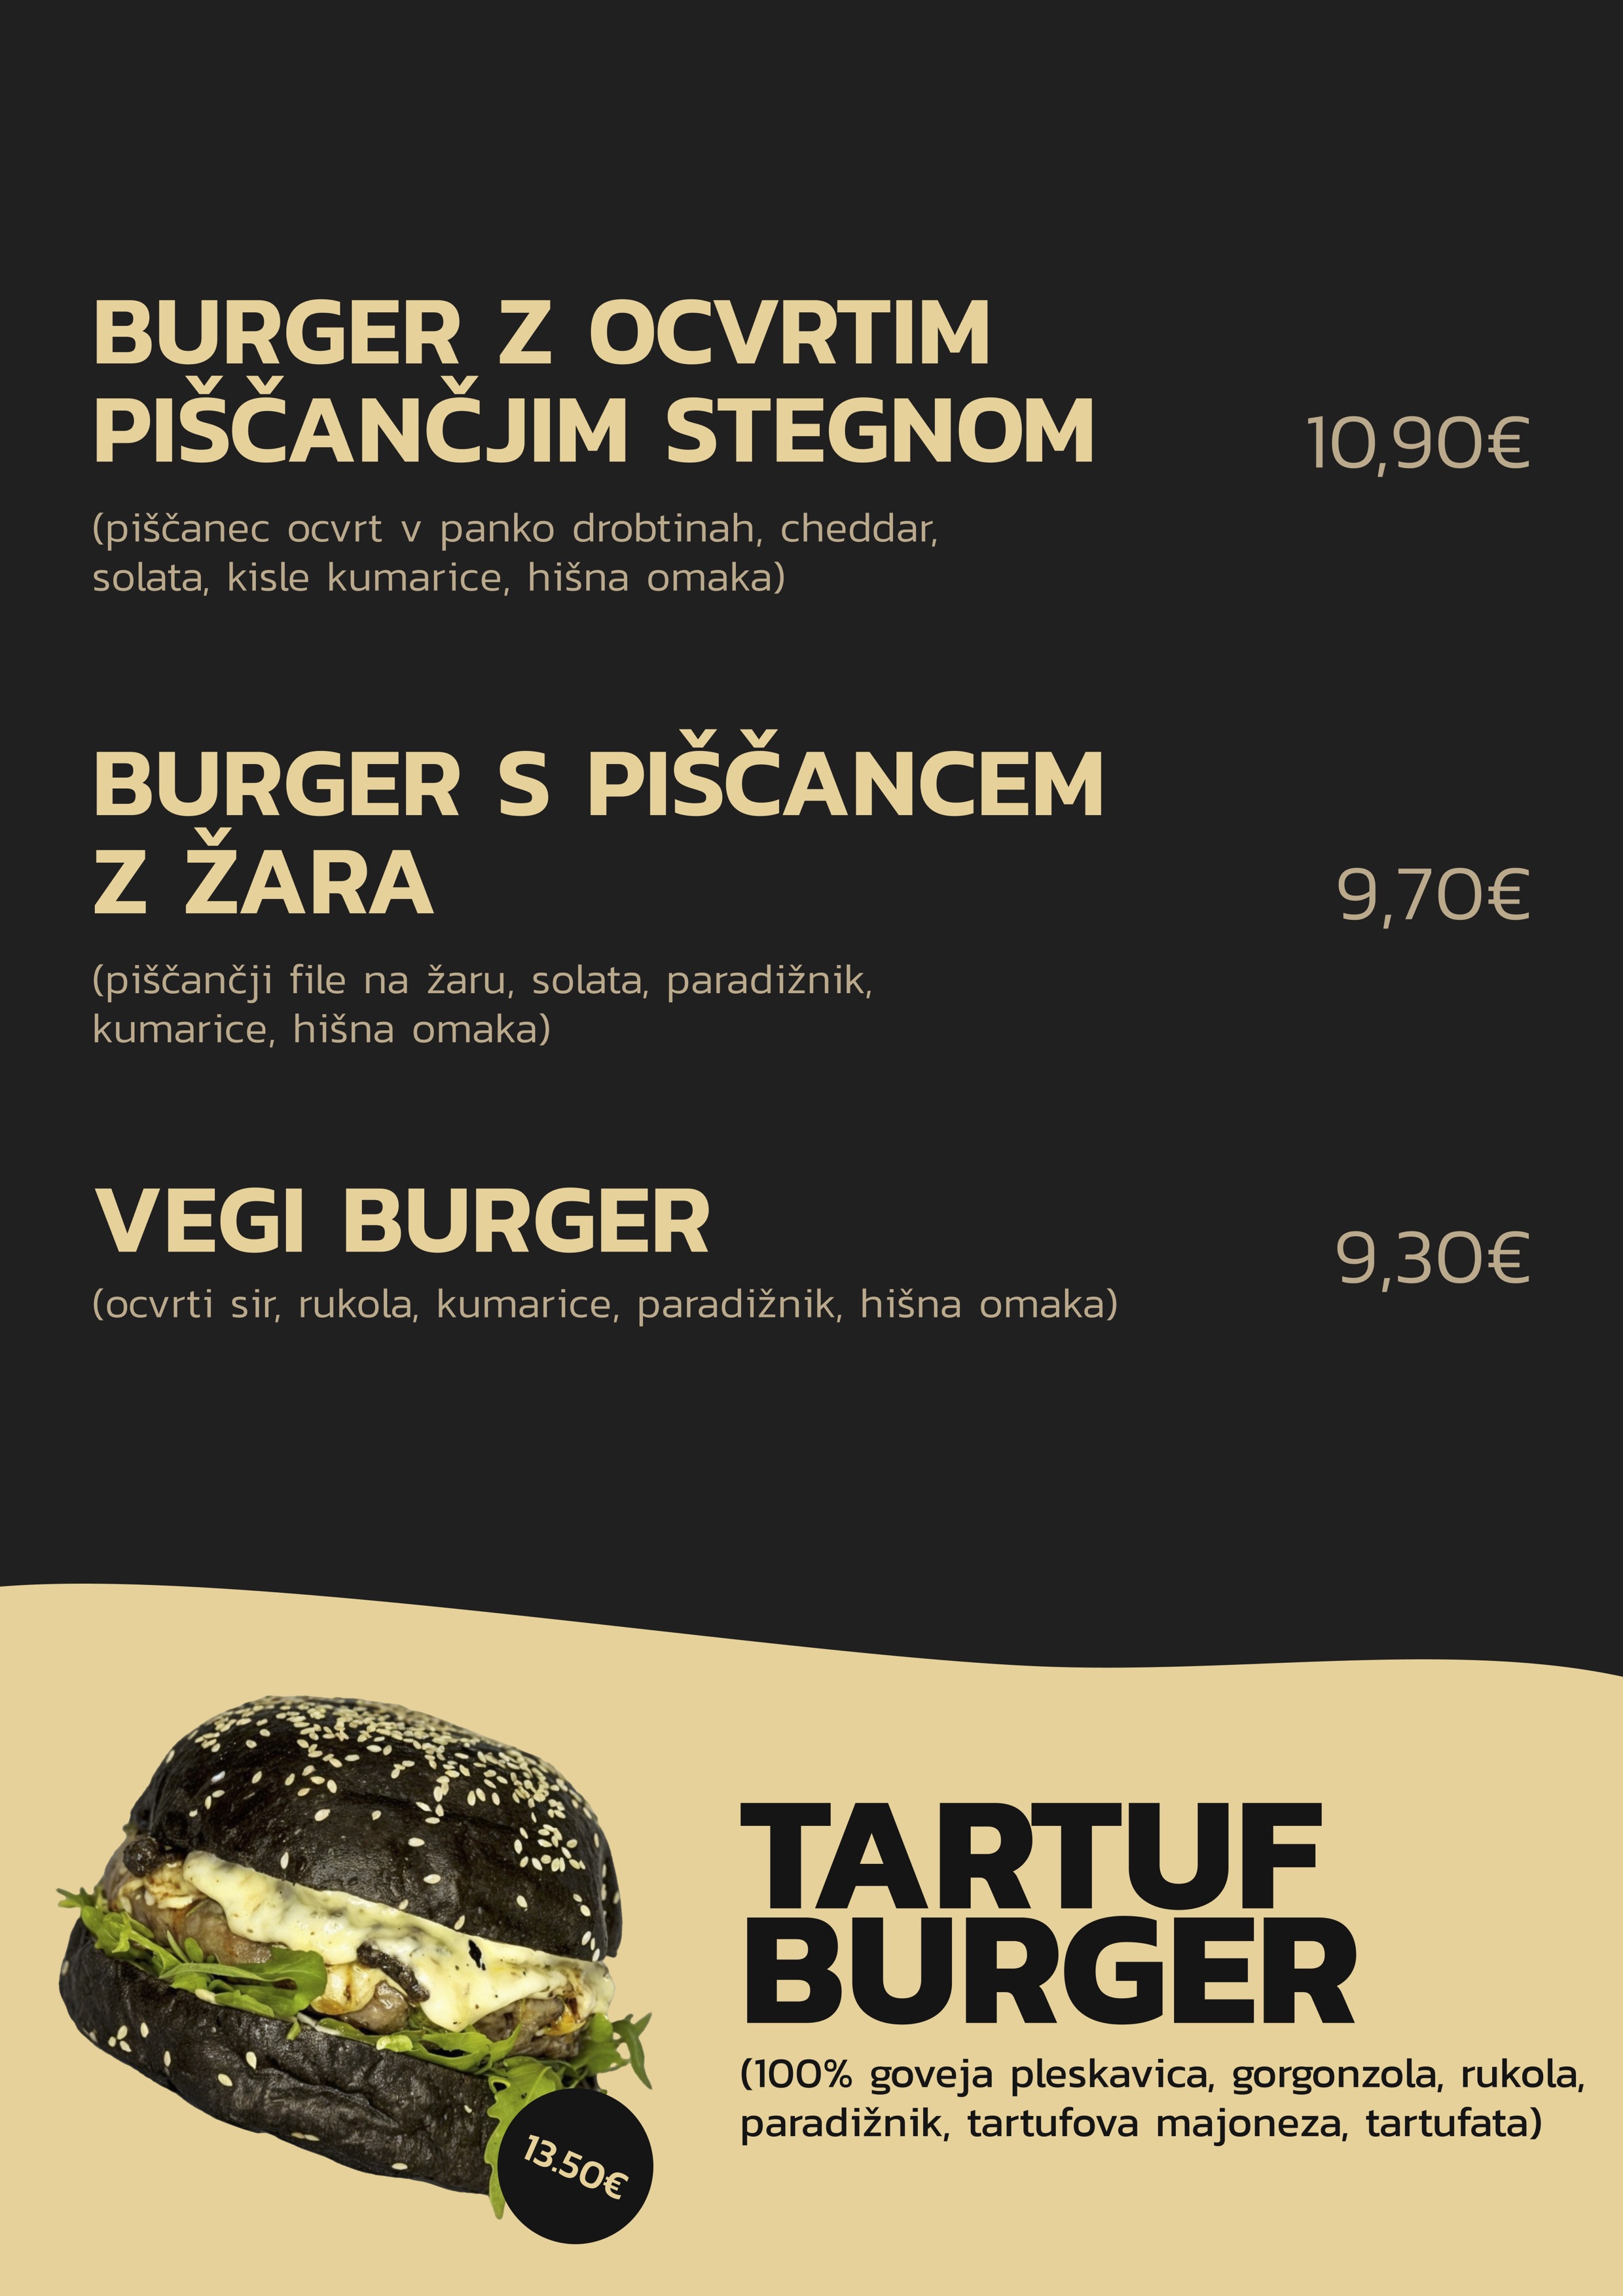 BURGER Z OCVRTIM
PIŠČANČJIM STEGNOM
10,90€
(piščanec ocvrt v panko drobtinah, cheddar,
solata, kisle kumarice, hišna omaka)
BURGER S PIŠČANCEM
Z ŽARA
9,70€
(piščančji file na žaru, solata, paradižnik,
kumarice, hišna omaka)
VEGI BURGER
9,30€
(ocvrti sir, rukola, kumarice, paradižnik, hišna omaka)
TARTUF
BURGER
(100% goveja pleskavica, gorgonzola, rukola,
paradižnik, tartufova majoneza, tartufata)
13.50€